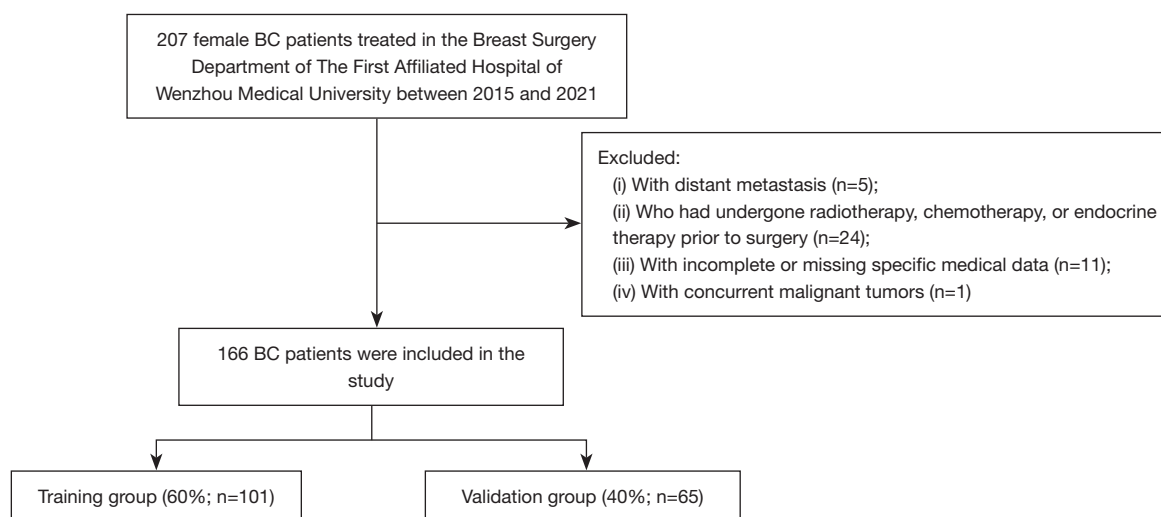 207 female BC patients treated in the Breast Surgery
Department of The First Affiliated Hospital of
Wenzhou Medical University between 2015 and 2021
Excluded:
(i) With distant metastasis (n=5);
(ii) Who had undergone radiotherapy, chemotherapy, or endocrine
therapy prior to surgery (n=24);
(iii) With incomplete or missing specific medical data (n=11);
(iv) With concurrent malignant tumors (n=1)
166 BC patients were included in the
study
Training group (60%; n=101)
Validation group (40%; n=65)